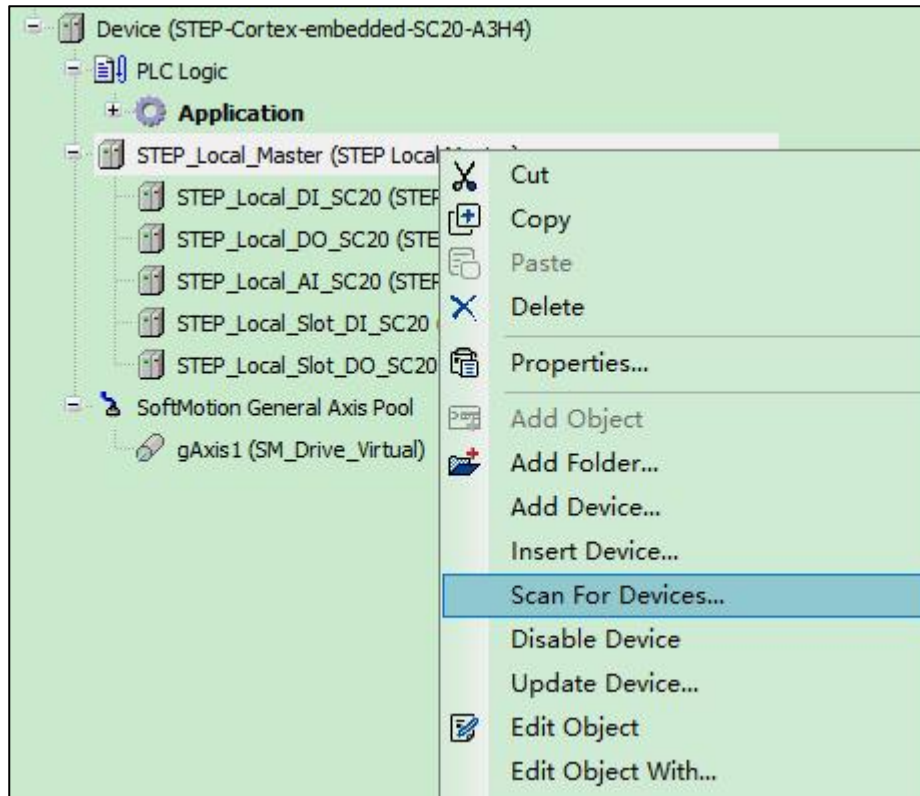 Device (STEP-Cortex-embedded-SC20-A3H4)
PLC Logic
Application
STEP_Local_Master (STEP Local
STEP_Local_DI_SC20 (STEP
STEP_Local_DO_SC20 (STE
STEP_Local_AI_SC20 (STEP
STEP_Local_Slot_DI_SC20
STEP_Local_Slot_DO_SC20
SoftMotion General Axis Pool
gAxis1 (SM_Drive_Virtual)
Cut
Copy
Paste
Delete
Properties...
Add Object
Add Folder...
Add Device...
Insert Device...
Scan For Devices...
Disable Device
Update Device...
Edit Object
Edit Object With...